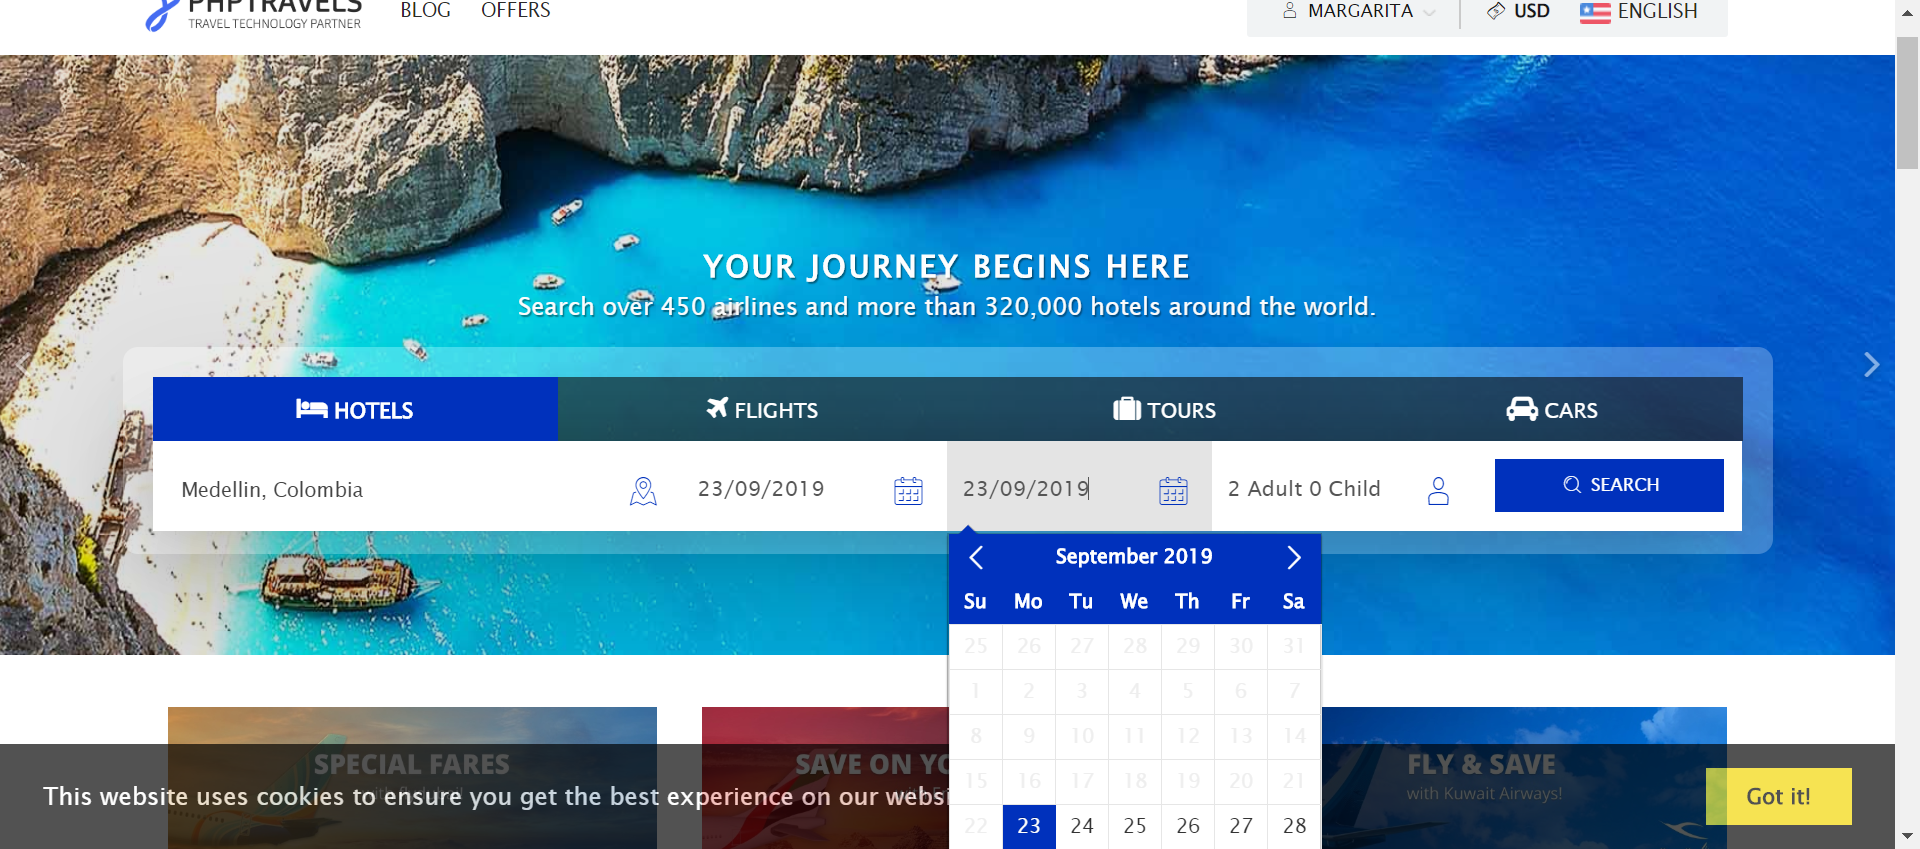 PHPTRAVELS
TRAVEL TECHNOLOGY PARTNER
BLOG
OFFERS
MARGARITA
USD
ENGLISH
YOUR JOURNEY BEGINS HERE
Search over 450 airlines and more than 320,000 hotels around the world.
HOTELS
FLIGHTS
TOURS
CARS
Medellin, Colombia
23/09/2019
23/09/2019
2 Adult 0 Child
SEARCH
September 2019
Su Mo Tu We Th Fr Sa
25 26 27 28 29 30 31
1 2 3 4 5 6 7
8 9 10 11 12 13 14
15 16 17 18 19 20 21
22 23 24 25 26 27 28
SPECIAL FARES
SAVE ON YO
FLY & SAVE
with Kuwait Airways!
This website uses cookies to ensure you get the best experience on our websi
Got it!